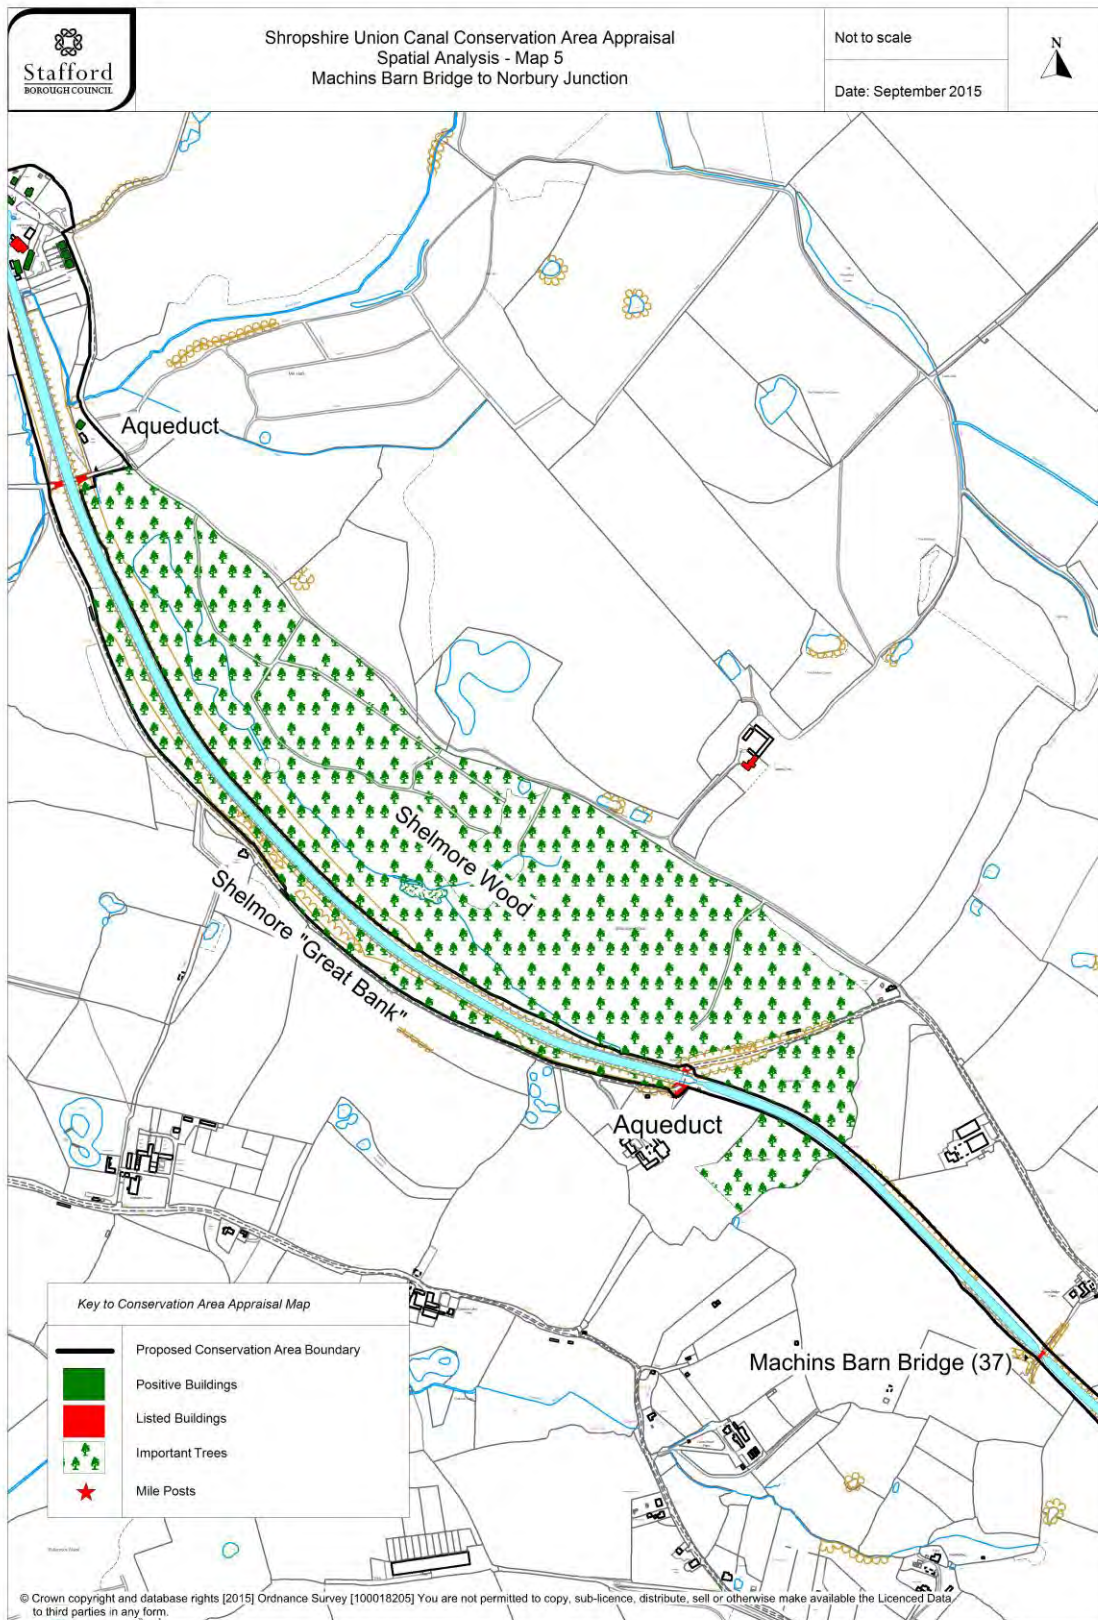 Stafford
BOROUGH COUNCIL
Shropshire Union Canal Conservation Area Appraisal
Spatial Analysis - Map 5
Machins Barn Bridge to Norbury Junction
Not to scale
Date: September 2015
N
Aqueduct
Shelmore Wood
Shelmore "Great Bank"
Aqueduct
Machins Barn Bridge (37)
Key to Conservation Area Appraisal Map
Proposed Conservation Area Boundary
Positive Buildings
Listed Buildings
Important Trees
Mile Posts
© Crown copyright and database rights [2015] Ordnance Survey [100018205] You are not permitted to copy, sub-licence, distribute, sell or otherwise make available the Licenced Data
to third parties in any form.